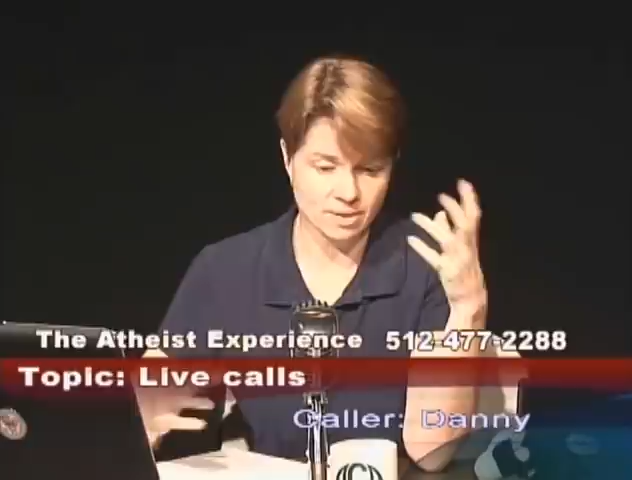 The Atheist Experience 512-477-2288
Topic: Live calls
Caller: Danny